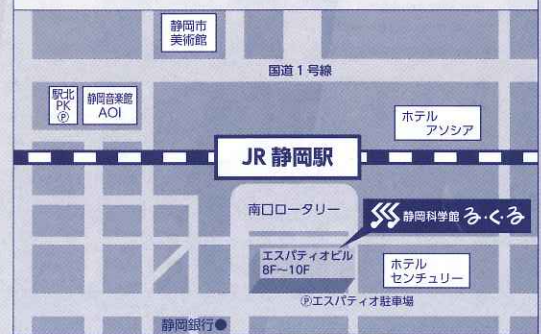 静岡市
美術館
国道1号線
駅北
PK
Ⓟ
静岡音楽館
AOI
ホテル
アソシア
JR 静岡駅
南口ロータリー
静岡科学館 る・く・る
エスパティオビル
8F～10F
ホテル
センチュリー
Ⓟエスパティオ駐車場
静岡銀行●